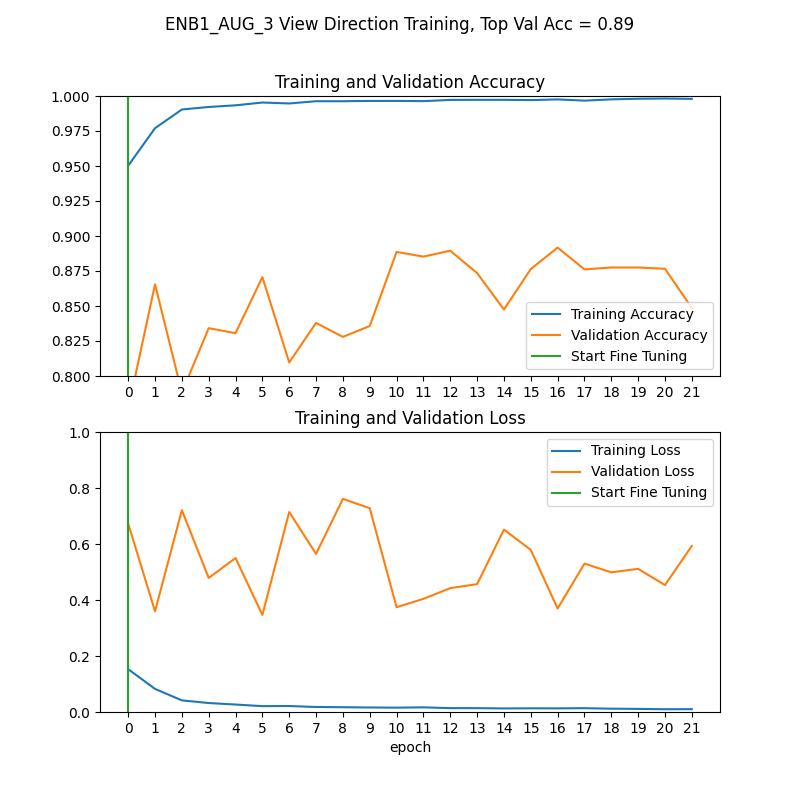 ENB1_AUG_3 View Direction Training, Top Val Acc = 0.89
Training and Validation Accuracy
1.000
0.975
0.950
0.925
0.900
0.875
0.850
0.825
0.800
Training Accuracy
Validation Accuracy
Start Fine Tuning
0 1 2 3 4 5 6 7 8 9 10 11 12 13 14 15 16 17 18 19 20 21
Training and Validation Loss
1.0
0.8
0.6
0.4
0.2
0.0
Training Loss
Validation Loss
Start Fine Tuning
0 1 2 3 4 5 6 7 8 9 10 11 12 13 14 15 16 17 18 19 20 21
epoch